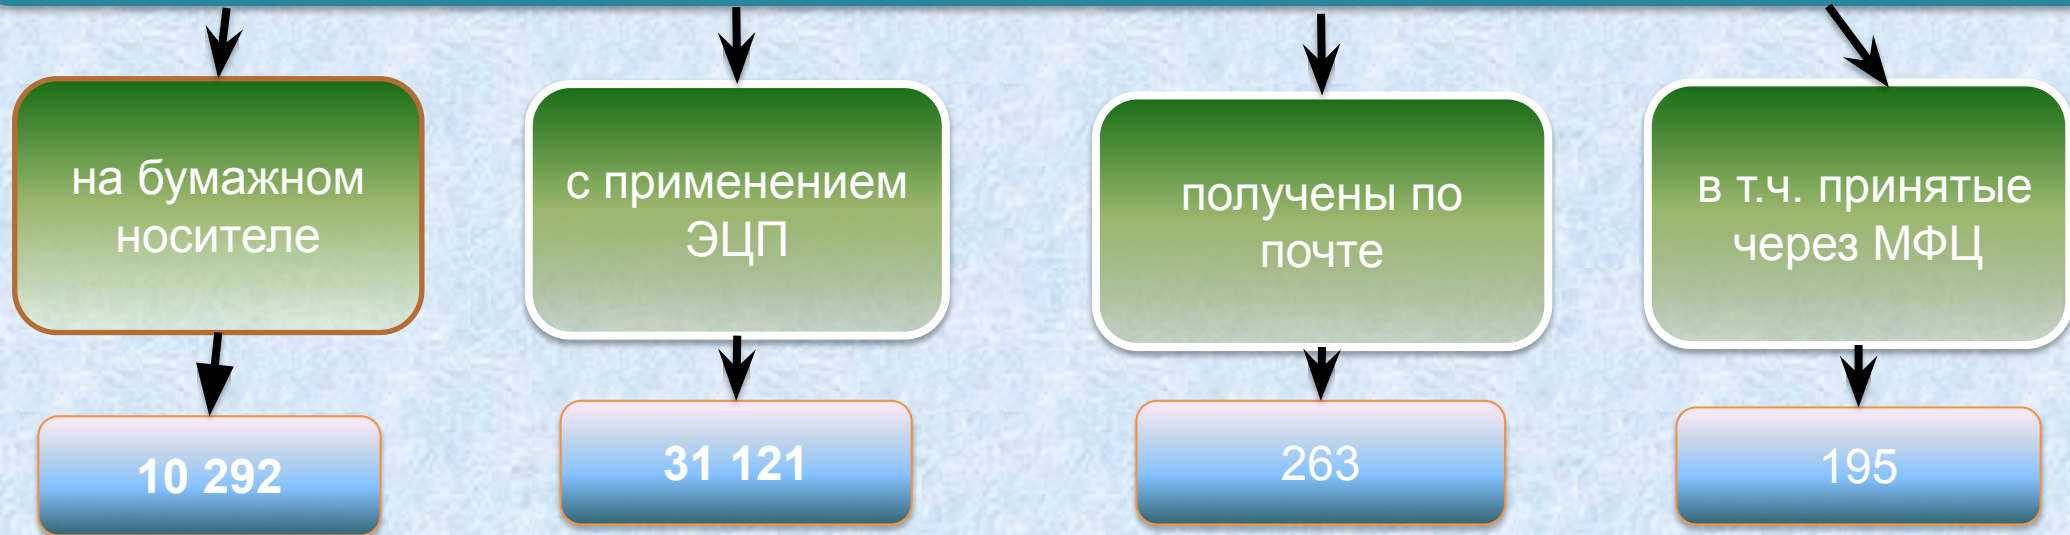 на бумажном
носителе
с применением
ЭЦП
получены по
почте
в т.ч. принятые
через МФЦ
10 292
31 121
263
195